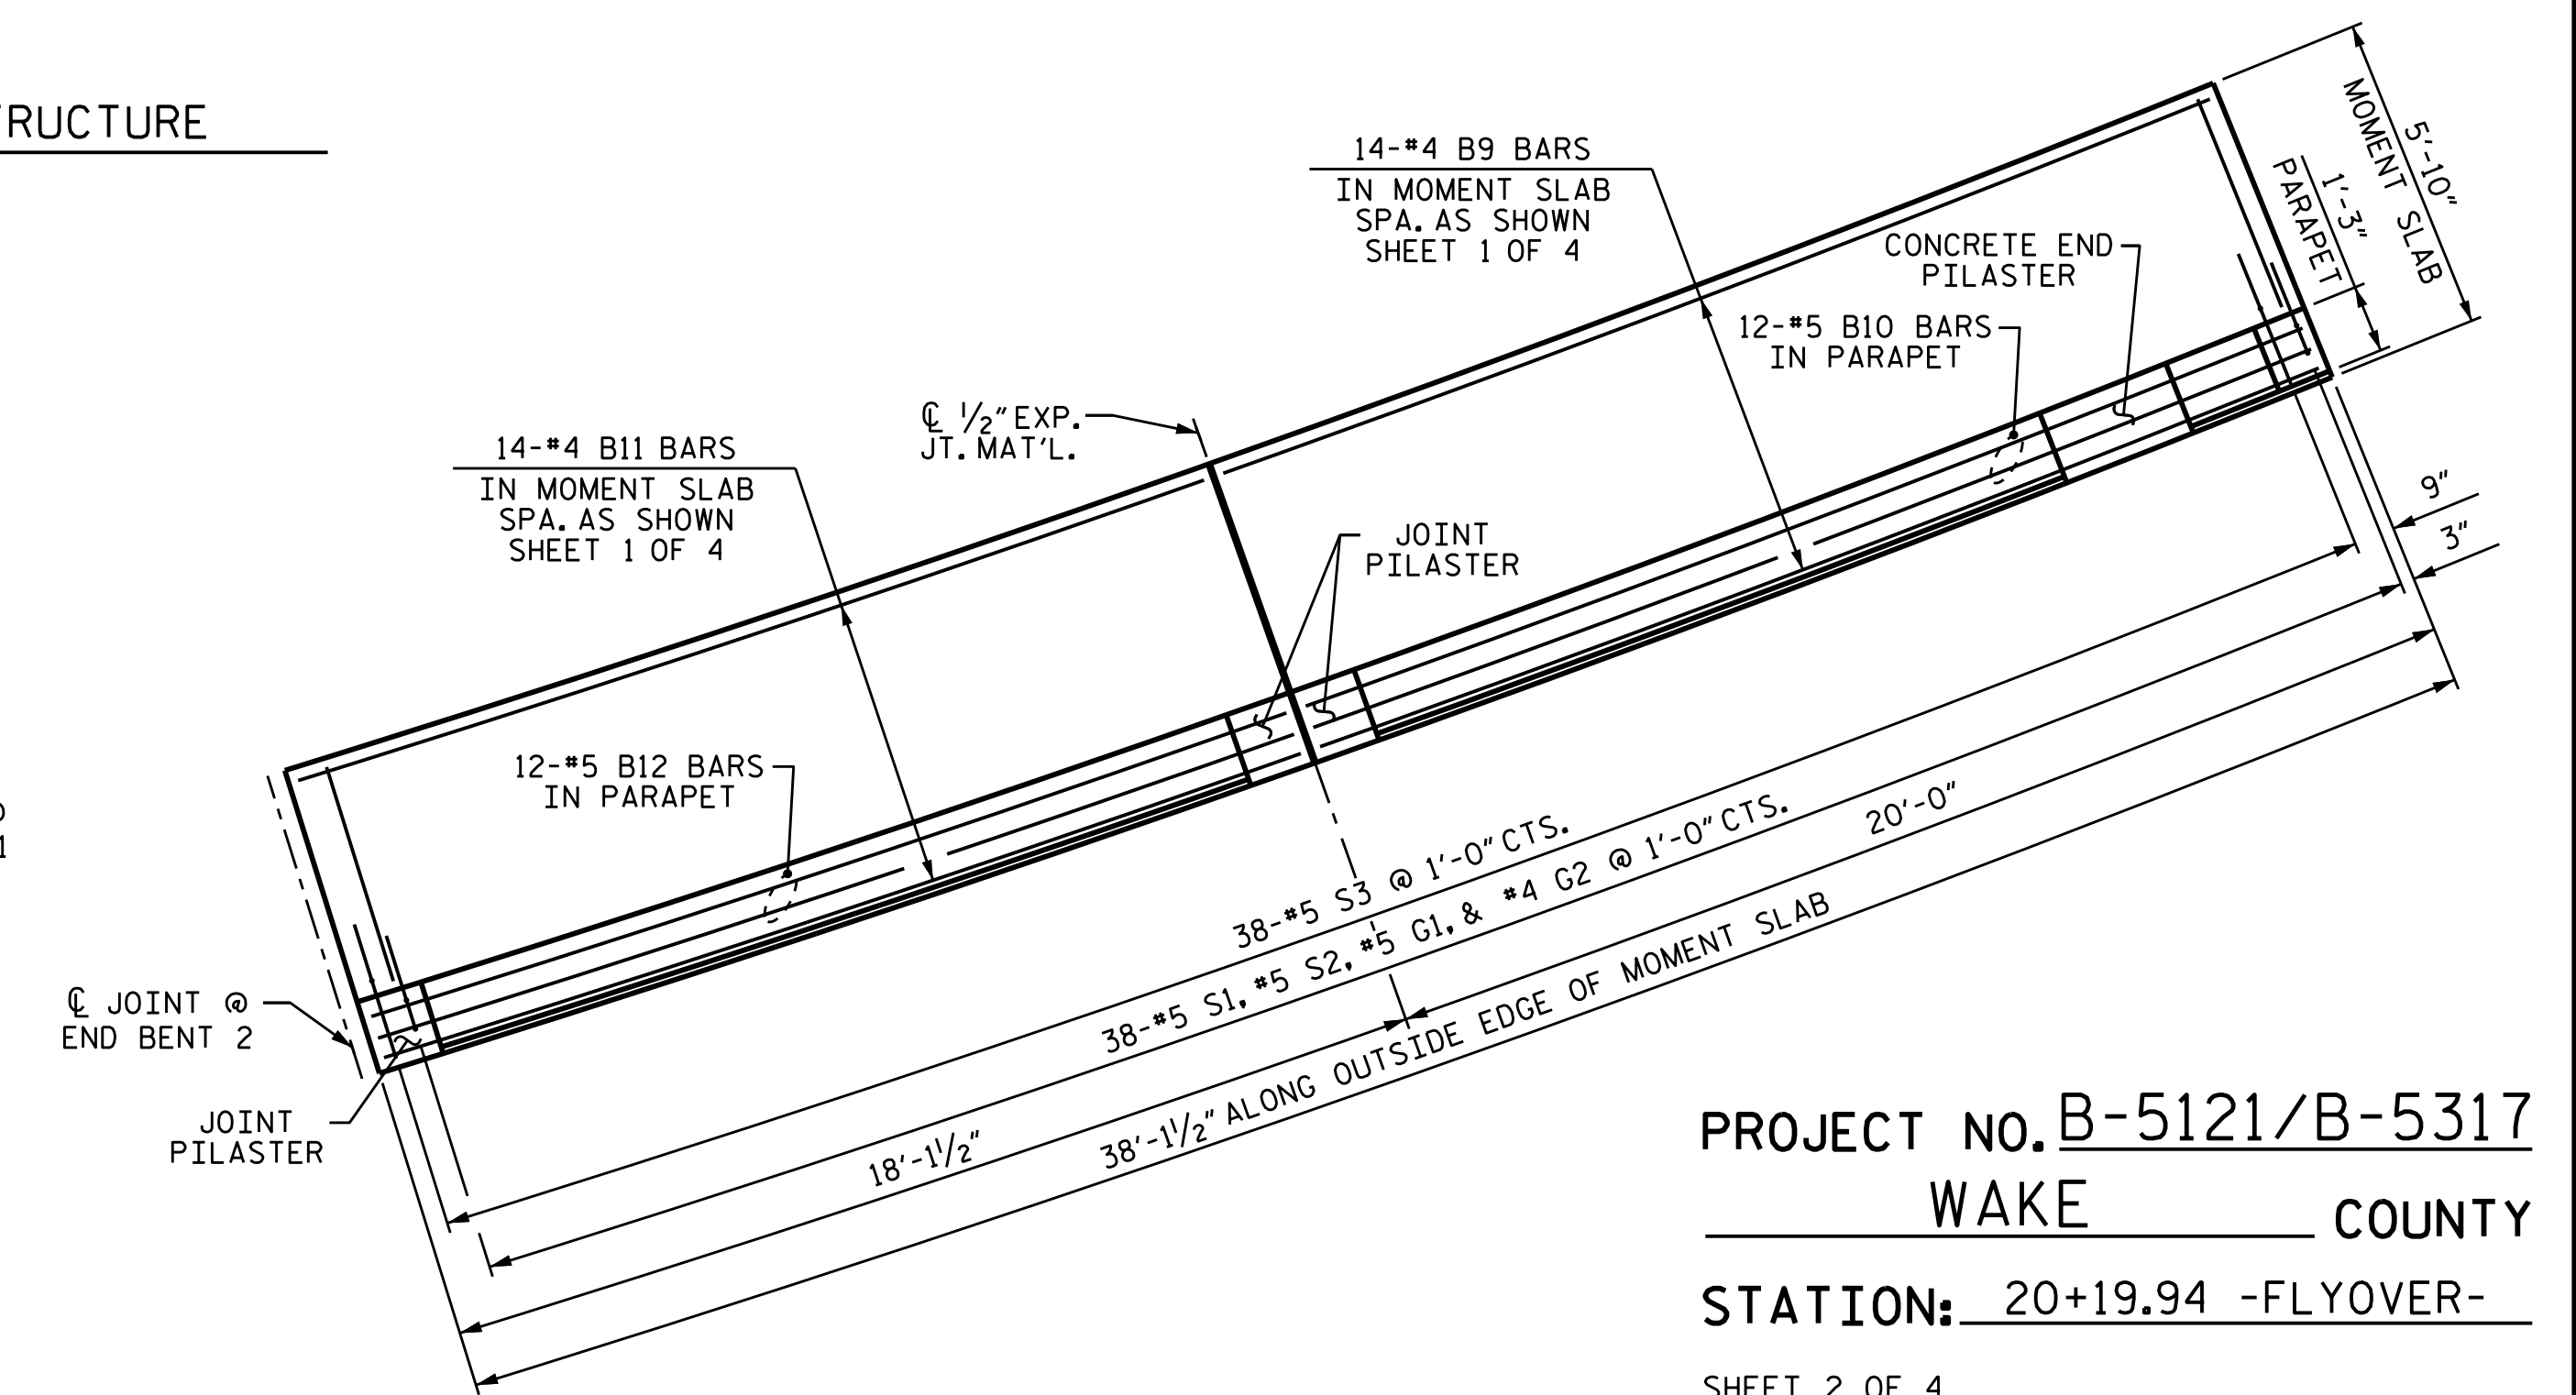 RUCTURE
14-#4 B9 BARS
IN MOMENT SLAB
SPA. AS SHOWN
SHEET 1 OF 4
5'-10"
MOMENT SLAB
1'-3"
PARAPET
CONCRETE END
PILASTER
12-#5 B10 BARS
IN PARAPET
℄ 1/2" EXP.
JT. MAT'L.
14-#4 B11 BARS
IN MOMENT SLAB
SPA. AS SHOWN
SHEET 1 OF 4
JOINT
PILASTER
9"
3"
12-#5 B12 BARS
IN PARAPET
1
℄ JOINT @
END BENT 2
JOINT
PILASTER
38-#5 S3 @ 1'-0" CTS.
38-#5 S1, #5 S2, #5 G1, & #4 G2 @ 1'-0" CTS.
20'-0"
18'-1 1/2"
38'-1 1/2" ALONG OUTSIDE EDGE OF MOMENT SLAB
PROJECT NO. B-5121/B-5317
WAKE COUNTY
STATION: 20+19.94 -FLYOVER-
SHEET 2 OF 4